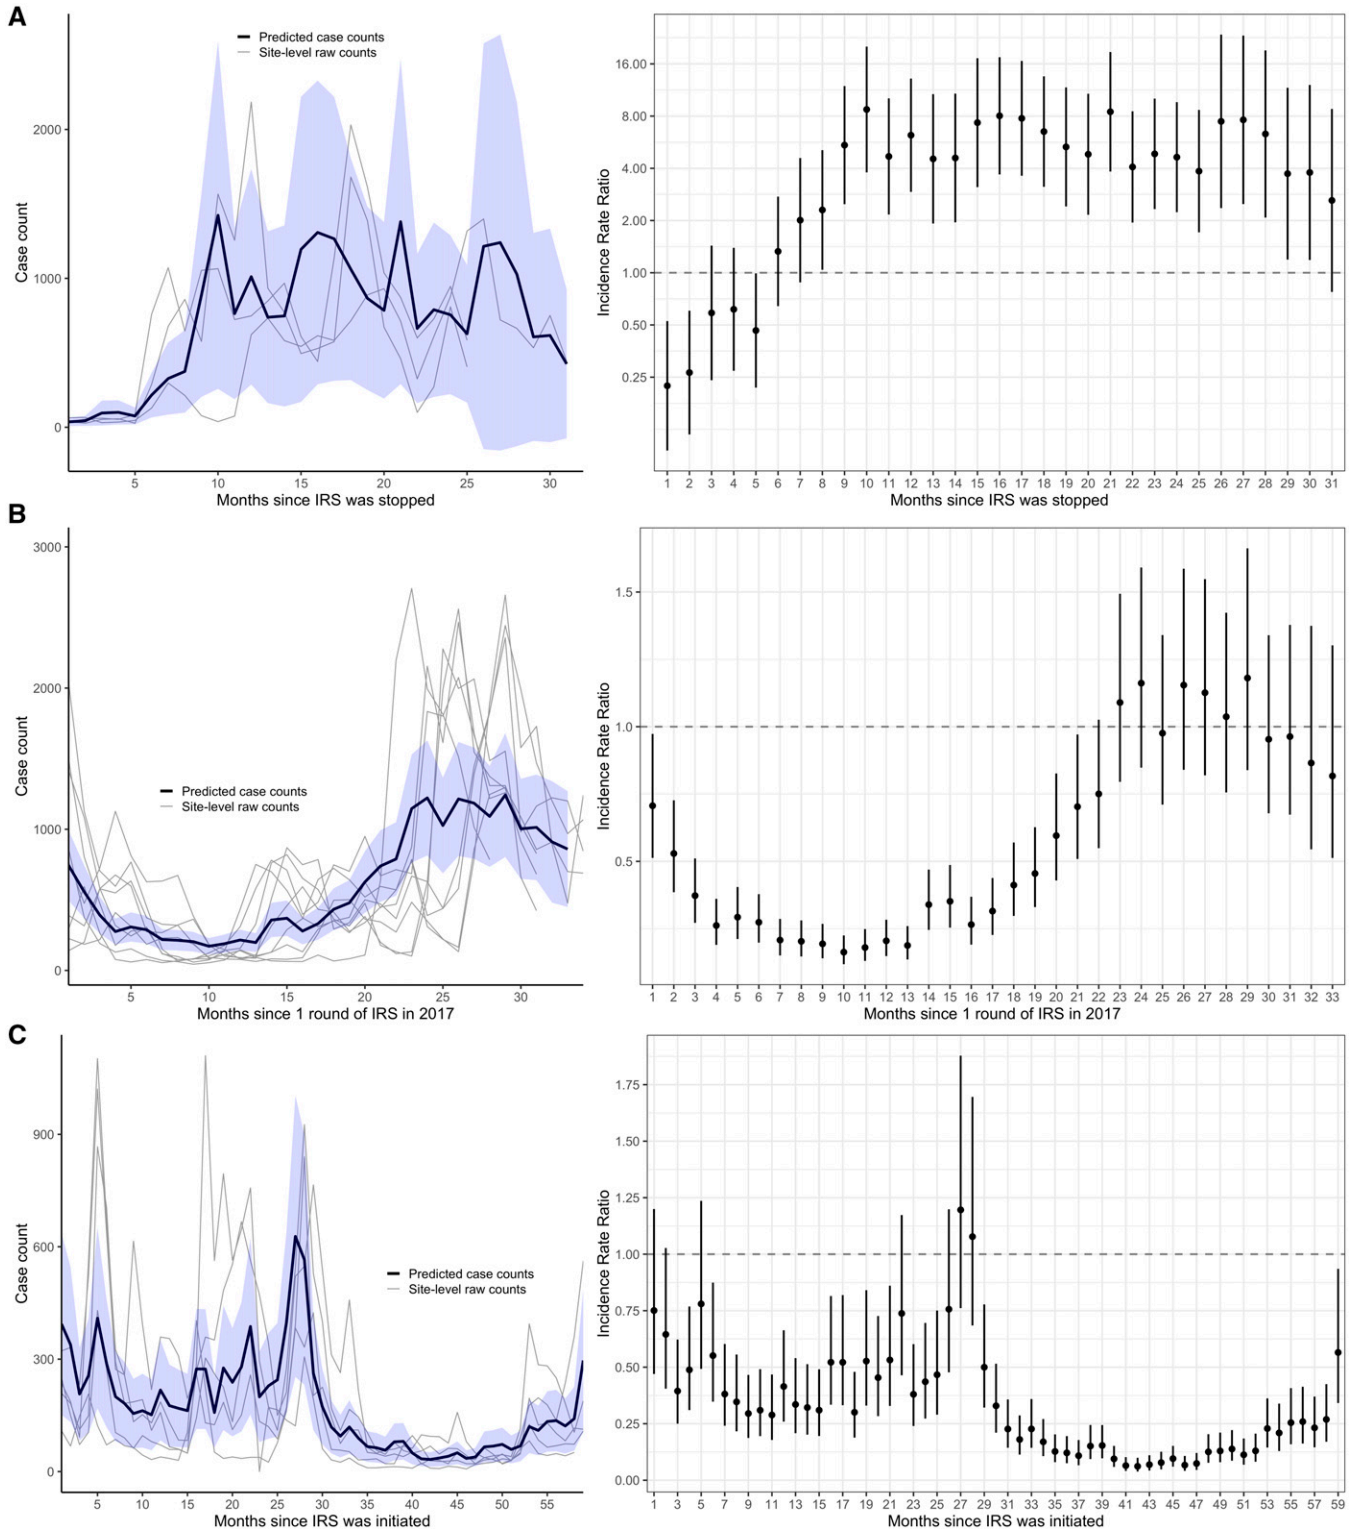 A
Predicted case counts
Site-level raw counts
Case count
2000
1000
0
5 10 15 20 25 30
Months since IRS was stopped
Incidence Rate Ratio
16.00
8.00
4.00
2.00
1.00
0.50
0.25
1 2 3 4 5 6 7 8 9 10 11 12 13 14 15 16 17 18 19 20 21 22 23 24 25 26 27 28 29 30 31
Months since IRS was stopped
B
Case count
3000
2000
1000
0
Predicted case counts
Site-level raw counts
5 10 15 20 25 30
Months since 1 round of IRS in 2017
Incidence Rate Ratio
1.5
1.0
0.5
1 2 3 4 5 6 7 8 9 10 11 12 13 14 15 16 17 18 19 20 21 22 23 24 25 26 27 28 29 30 31 32 33
Months since 1 round of IRS in 2017
C
Case count
900
600
300
0
Predicted case counts
Site-level raw counts
5 10 15 20 25 30 35 40 45 50 55
Months since IRS was initiated
Incidence Rate Ratio
1.75
1.50
1.25
1.00
0.75
0.50
0.25
0.00
1 3 5 7 9 11 13 15 17 19 21 23 25 27 29 31 33 35 37 39 41 43 45 47 49 51 53 55 57 59
Months since IRS was initiated